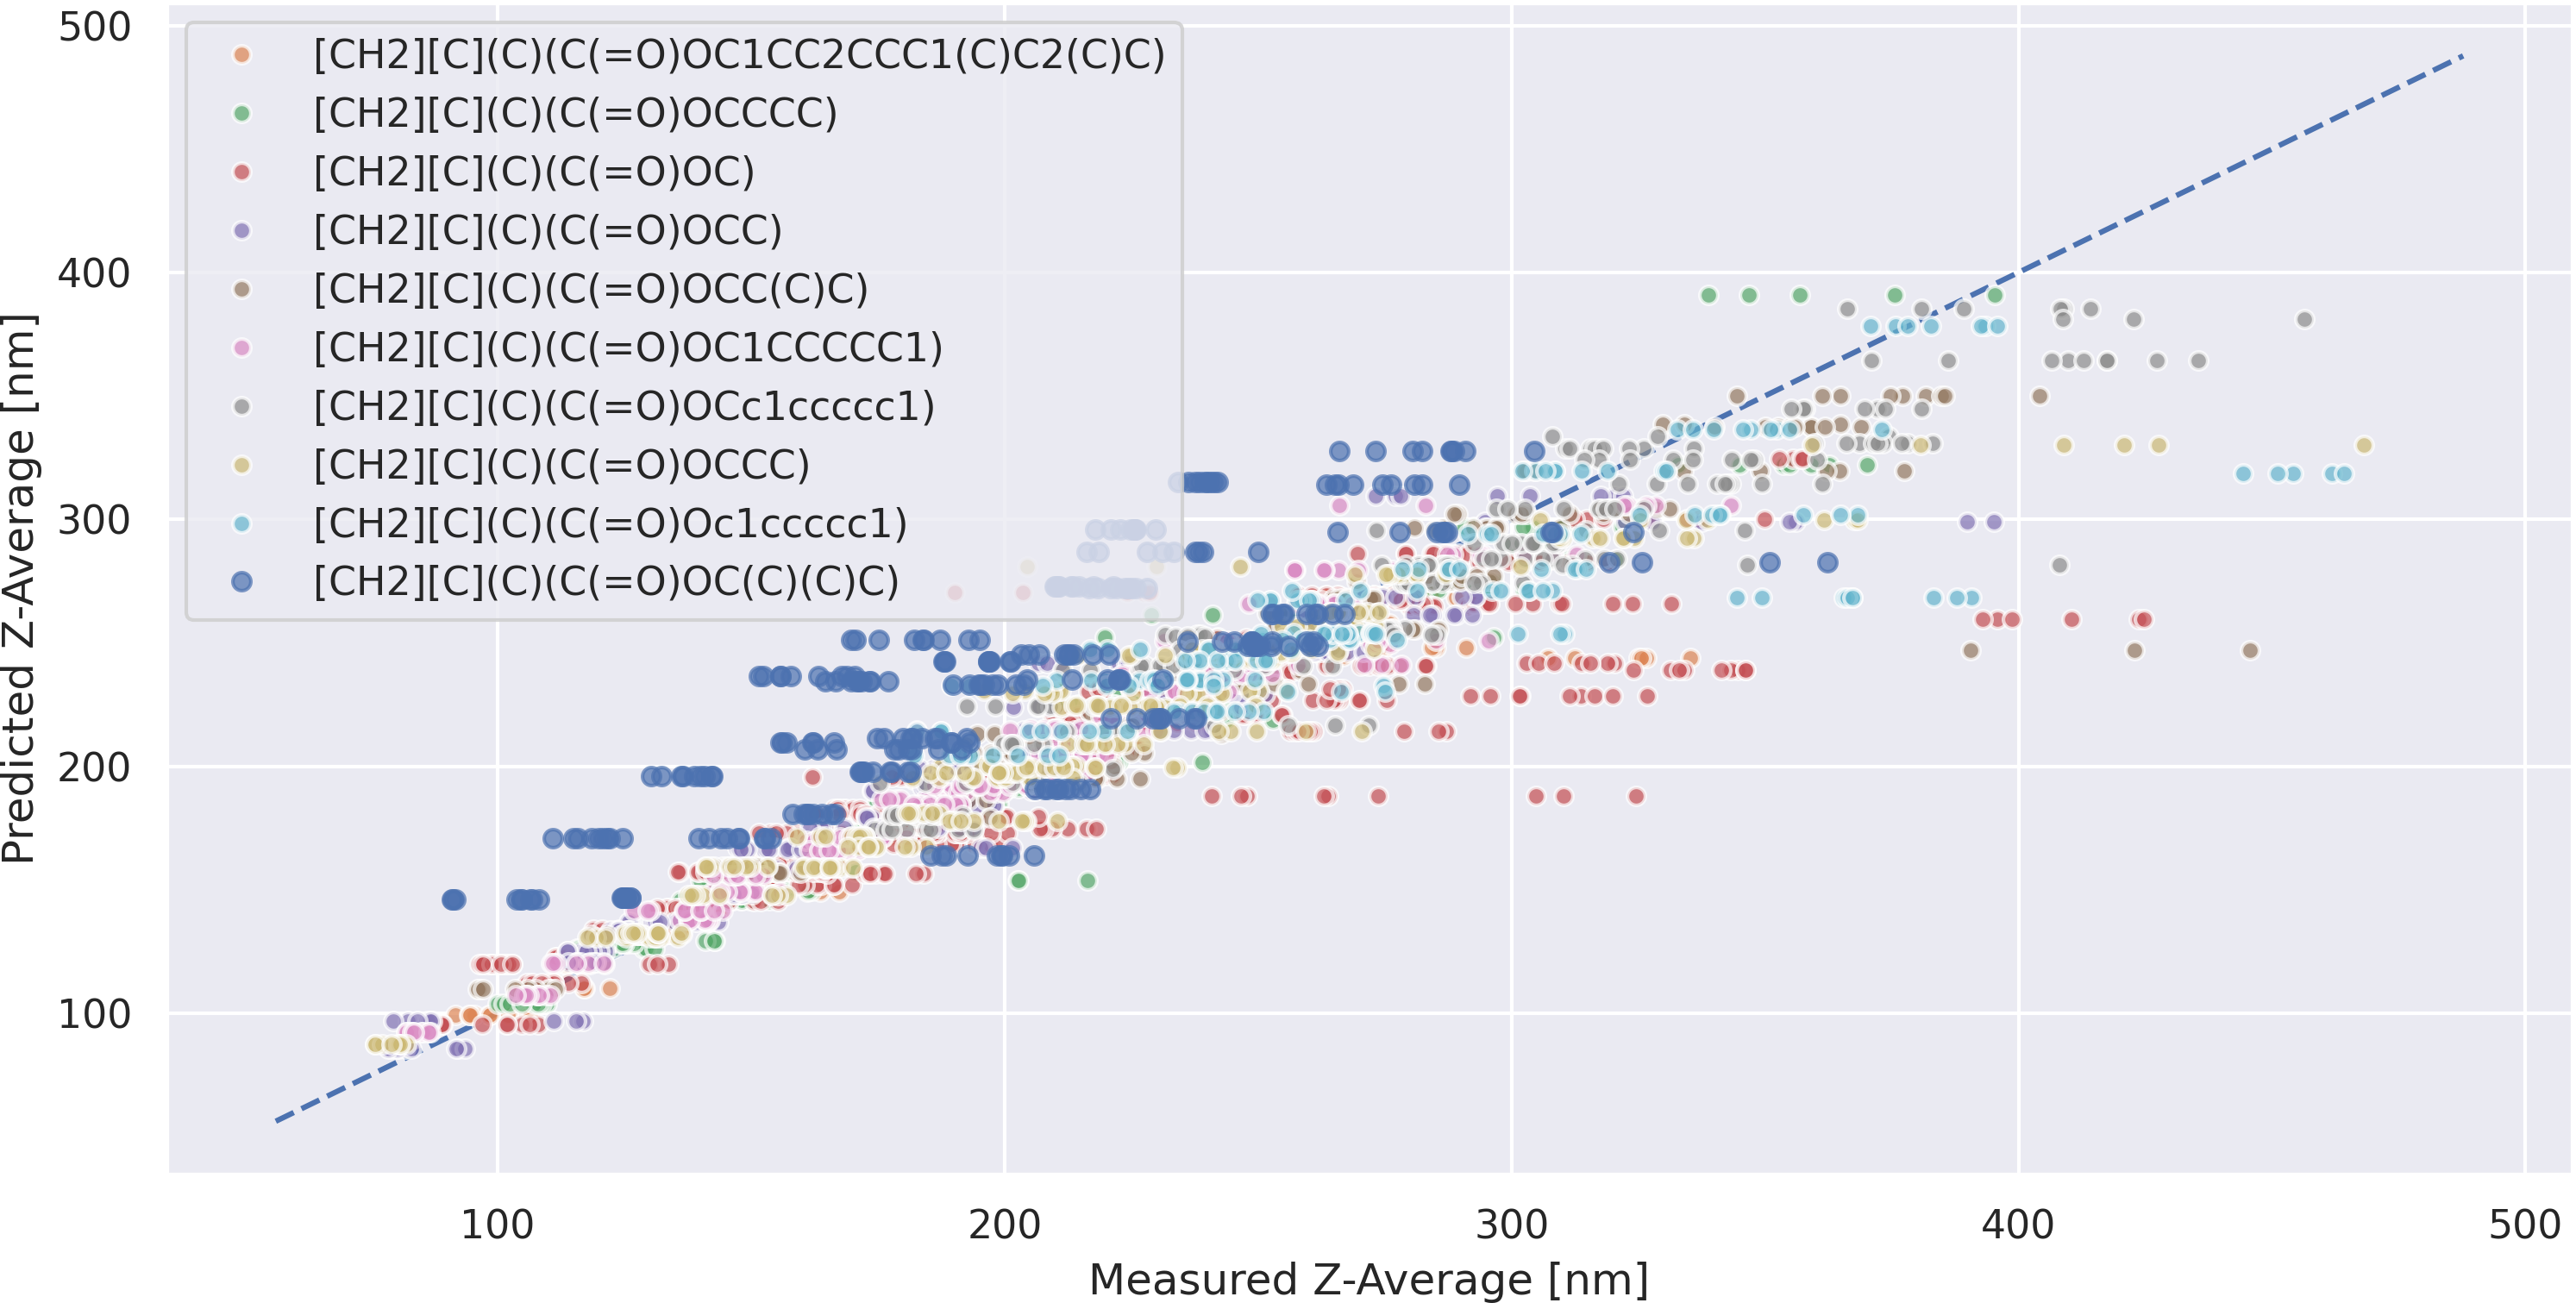 500
400
300
200
100
Predicted Z-Average [nm]
[CH2][C](C)(C(=O)OC1CC2CCC1(C)C2(C)C)
[CH2][C](C)(C(=O)OCCCC)
[CH2][C](C)(C(=O)OC)
[CH2][C](C)(C(=O)OCC)
[CH2][C](C)(C(=O)OCC(C)C)
[CH2][C](C)(C(=O)OC1CCCCC1)
[CH2][C](C)(C(=O)OCc1ccccc1)
[CH2][C](C)(C(=O)OCCC)
[CH2][C](C)(C(=O)Oc1ccccc1)
[CH2][C](C)(C(=O)OC(C)(C)C)
100 200 300 400 500
Measured Z-Average [nm]